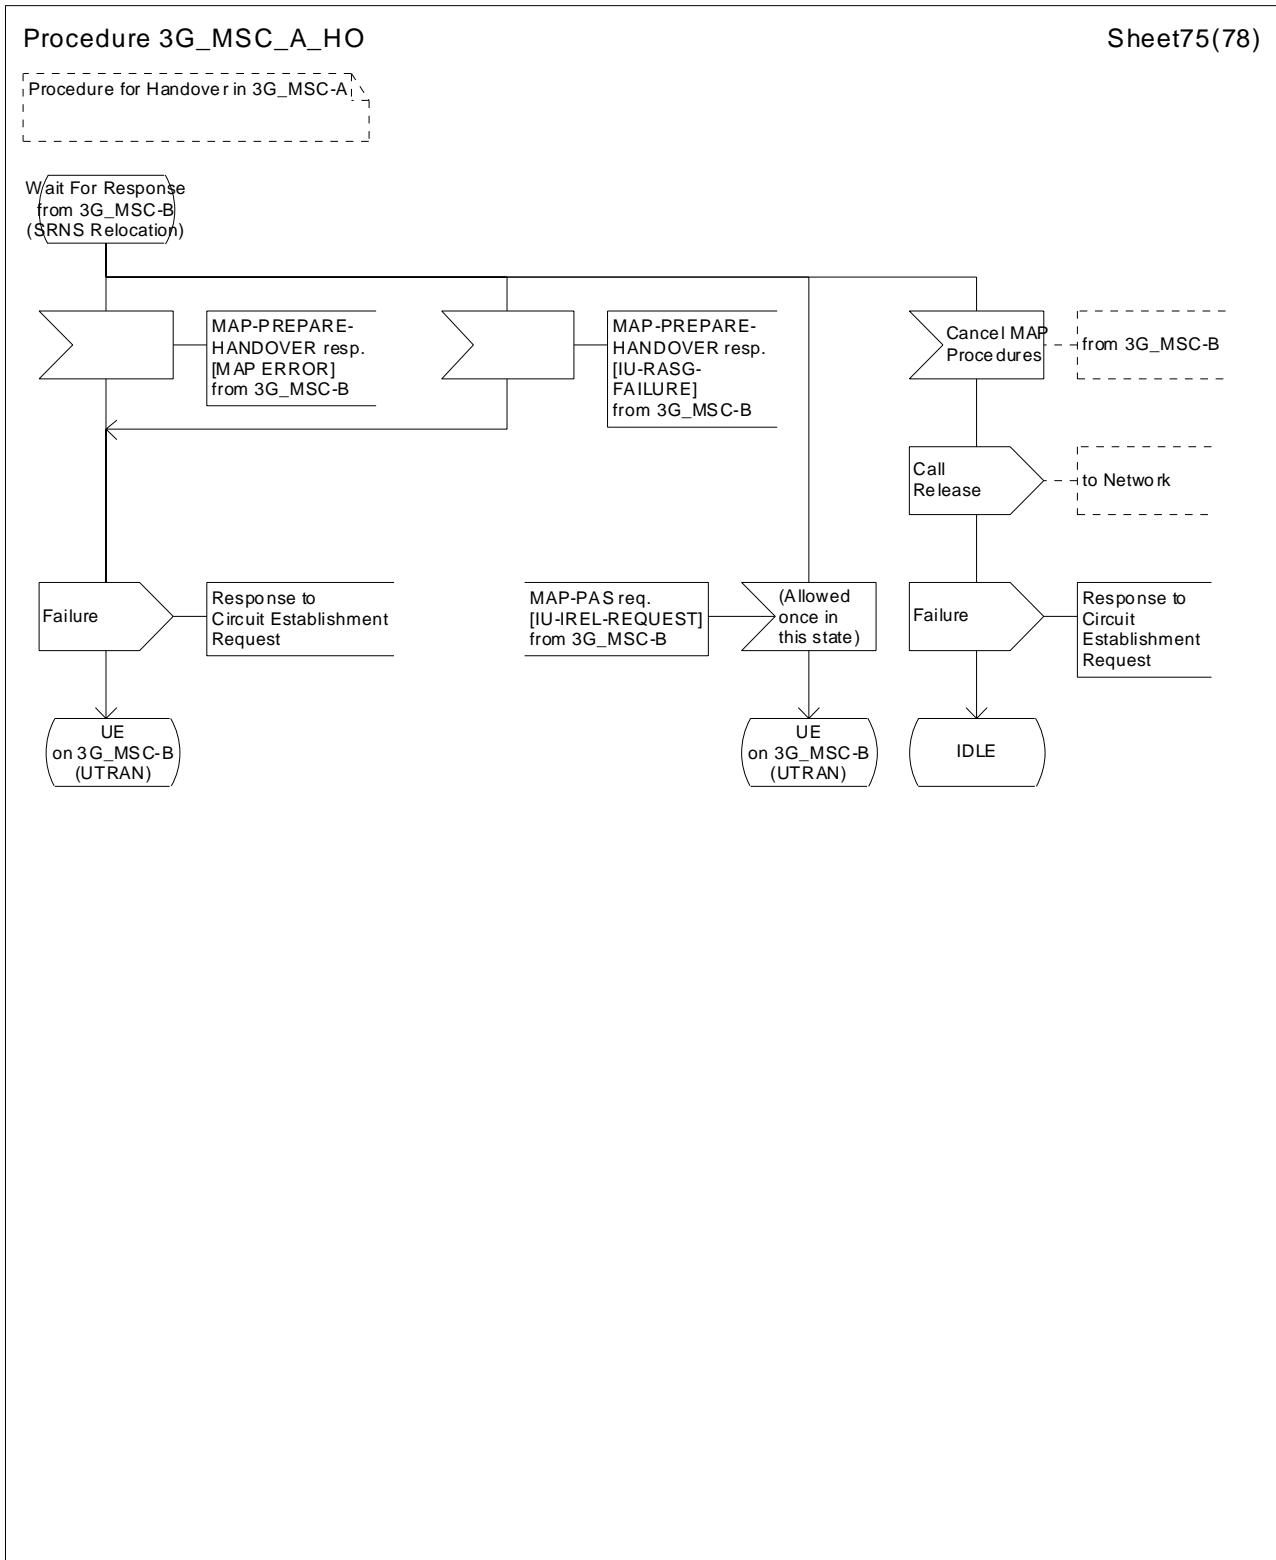 Procedure 3G_MSC_A_HO
Sheet75(78)
Procedure for Handover in 3G_MSC-A
Wait For Response
from 3G_MSC-B
(SRNS Relocation)
MAP-PREPARE-
HANDOVER resp.
[MAP ERROR]
from 3G_MSC-B
MAP-PREPARE-
HANDOVER resp.
[IU-RASG-
FAILURE]
from 3G_MSC-B
Cancel MAP
Procedures
from 3G_MSC-B
Call
Release
to Network
Failure
Response to
Circuit Establishment
Request
MAP-PAS req.
[IU-IREL-REQUEST]
from 3G_MSC-B
(Allowed
once in
this state)
Failure
Response to
Circuit
Establishment
Request
UE
on 3G_MSC-B
(UTRAN)
UE
on 3G_MSC-B
(UTRAN)
IDLE